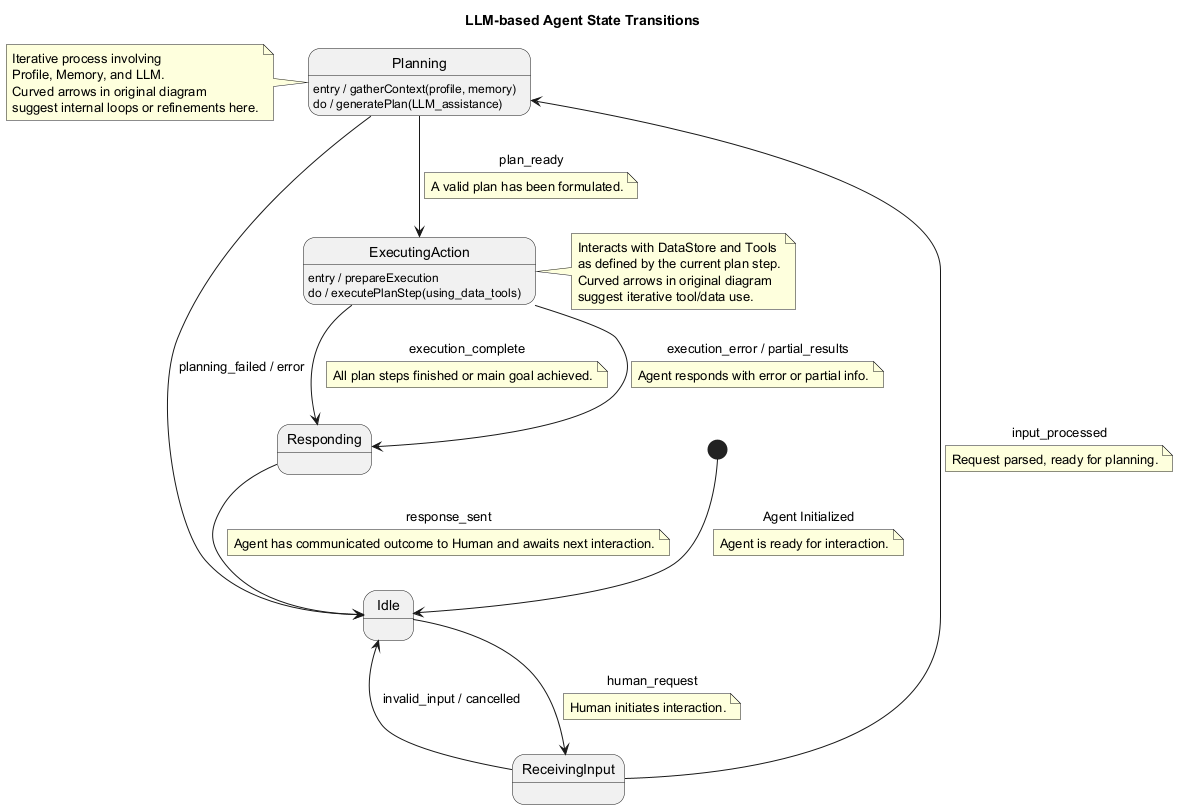 LLM-based Agent State Transitions
Iterative process involving
Profile, Memory, and LLM.
Curved arrows in original diagram
suggest internal loops or refinements here.
Planning
entry / gatherContext(profile, memory)
do / generatePlan(LLM_assistance)
plan_ready
A valid plan has been formulated.
ExecutingAction
entry / prepareExecution
do / executePlanStep(using_data_tools)
Interacts with DataStore and Tools
as defined by the current plan step.
Curved arrows in original diagram
suggest iterative tool/data use.
planning_failed / error
execution_complete
All plan steps finished or main goal achieved.
execution_error / partial_results
Agent responds with error or partial info.
Responding
input_processed
Request parsed, ready for planning.
response_sent
Agent has communicated outcome to Human and awaits next interaction.
Agent Initialized
Agent is ready for interaction.
Idle
invalid_input / cancelled
human_request
Human initiates interaction.
ReceivingInput